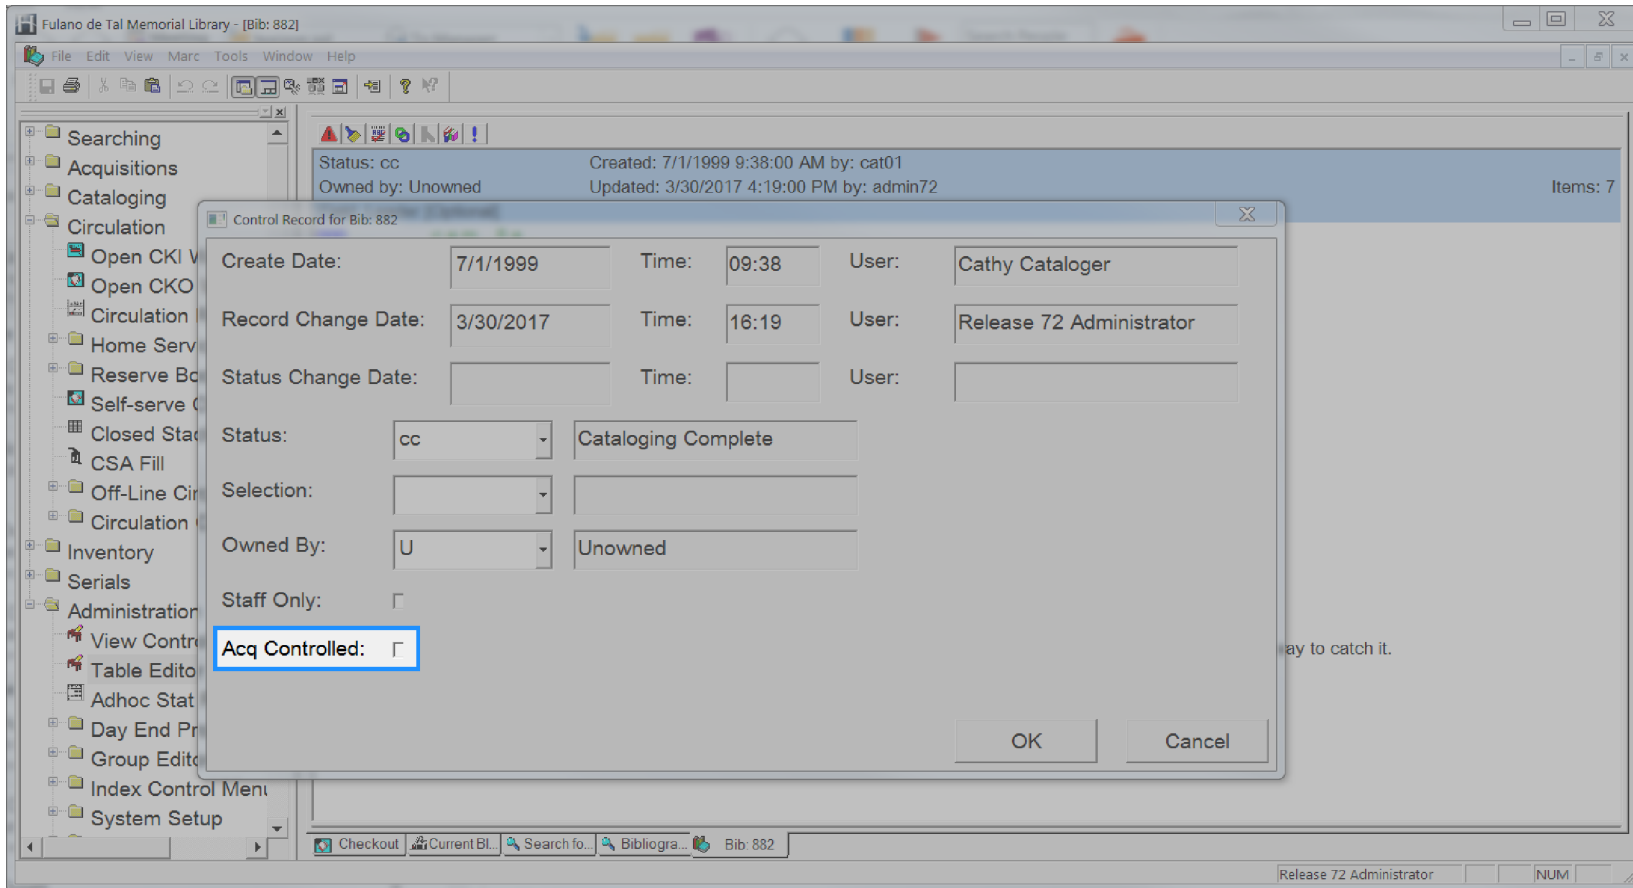 Fulano de Tal Memorial Library - [Bib: 882]
File Edit View Marc Tools Window Help
Searching
Acquisitions
Cataloging
Circulation
Open CKI
Open CKO
Circulation
Home Serv
Reserve Bo
Self-serve
Closed Stac
CSA Fill
Off-Line Cir
Circulation
Inventory
Serials
Administration
View Contro
Table Edito
Adhoc Stat
Day End Pr
Group Edito
Index Control Menu
System Setup
Status: cc Created: 7/1/1999 9:38:00 AM by: cat01
Owned by: Unowned Updated: 3/30/2017 4:19:00 PM by: admin72 Items: 7
Control Record for Bib: 882
Create Date: 7/1/1999 Time: 09:38 User: Cathy Cataloger
Record Change Date: 3/30/2017 Time: 16:19 User: Release 72 Administrator
Status Change Date: Time: User:
Status: cc Cataloging Complete
Selection:
Owned By: U Unowned
Staff Only:
Acq Controlled:
ay to catch it.
OK Cancel
Checkout Current Bl... Search fo... Bibliogra... Bib: 882
Release 72 Administrator NUM